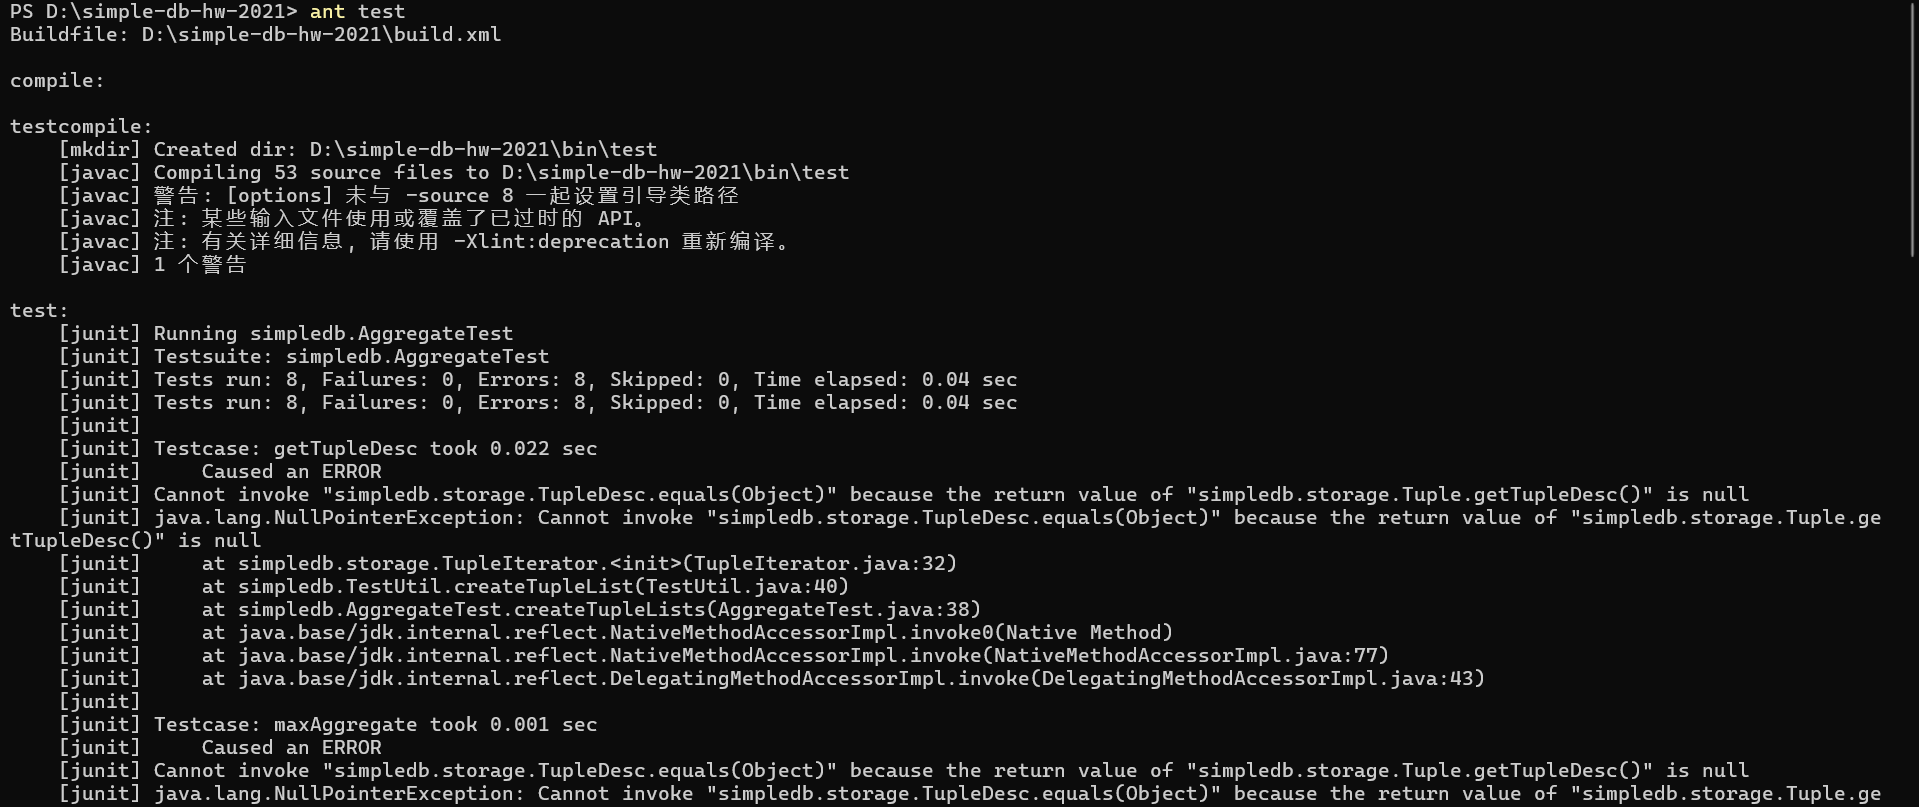 PS D:\simple-db-hw-2021> ant test
Buildfile: D:\simple-db-hw-2021\build.xml
compile:
testcompile:
[mkdir] Created dir: D:\simple-db-hw-2021\bin\test
[javac] Compiling 53 source files to D:\simple-db-hw-2021\bin\test
[javac] 警告: [options] 未与 -source 8 一起设置引导类路径
[javac] 注: 某些输入文件使用或覆盖了已过时的 API。
[javac] 注: 有关详细信息, 请使用 -Xlint:deprecation 重新编译。
[javac] 1 个警告
test:
[junit] Running simpledb.AggregateTest
[junit] Testsuite: simpledb.AggregateTest
[junit] Tests run: 8, Failures: 0, Errors: 8, Skipped: 0, Time elapsed: 0.04 sec
[junit] Tests run: 8, Failures: 0, Errors: 8, Skipped: 0, Time elapsed: 0.04 sec
[junit]
[junit] Testcase: getTupleDesc took 0.022 sec
[junit]     Caused an ERROR
[junit] Cannot invoke "simpledb.storage.TupleDesc.equals(Object)" because the return value of "simpledb.storage.Tuple.getTupleDesc()" is null
[junit] java.lang.NullPointerException: Cannot invoke "simpledb.storage.TupleDesc.equals(Object)" because the return value of "simpledb.storage.Tuple.ge
tTupleDesc()" is null
[junit]     at simpledb.storage.TupleIterator.<init>(TupleIterator.java:32)
[junit]     at simpledb.TestUtil.createTupleList(TestUtil.java:40)
[junit]     at simpledb.AggregateTest.createTupleLists(AggregateTest.java:38)
[junit]     at java.base/jdk.internal.reflect.NativeMethodAccessorImpl.invoke0(Native Method)
[junit]     at java.base/jdk.internal.reflect.NativeMethodAccessorImpl.invoke(NativeMethodAccessorImpl.java:77)
[junit]     at java.base/jdk.internal.reflect.DelegatingMethodAccessorImpl.invoke(DelegatingMethodAccessorImpl.java:43)
[junit]
[junit] Testcase: maxAggregate took 0.001 sec
[junit]     Caused an ERROR
[junit] Cannot invoke "simpledb.storage.TupleDesc.equals(Object)" because the return value of "simpledb.storage.Tuple.getTupleDesc()" is null
[junit] java.lang.NullPointerException: Cannot invoke "simpledb.storage.TupleDesc.equals(Object)" because the return value of "simpledb.storage.Tuple.ge